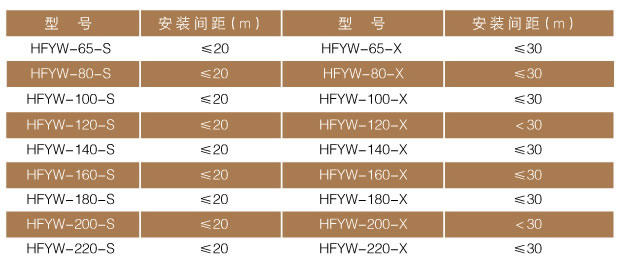 型 号 安装间距(m) 型 号 安装间距(m)
HFYW-65-S ≤20 HFYW-65-X ≤30
HFYW-80-S ≤20 HFYW-80-X ≤30
HFYW-100-S ≤20 HFYW-100-X ≤30
HFYW-120-S ≤20 HFYW-120-X <30
HFYW-140-S ≤20 HFYW-140-X ≤30
HFYW-160-S ≤20 HFYW-160-X ≤30
HFYW-180-S ≤20 HFYW-180-X ≤30
HFYW-200-S ≤20 HFYW-200-X <30
HFYW-220-S ≤20 HFYW-220-X ≤30